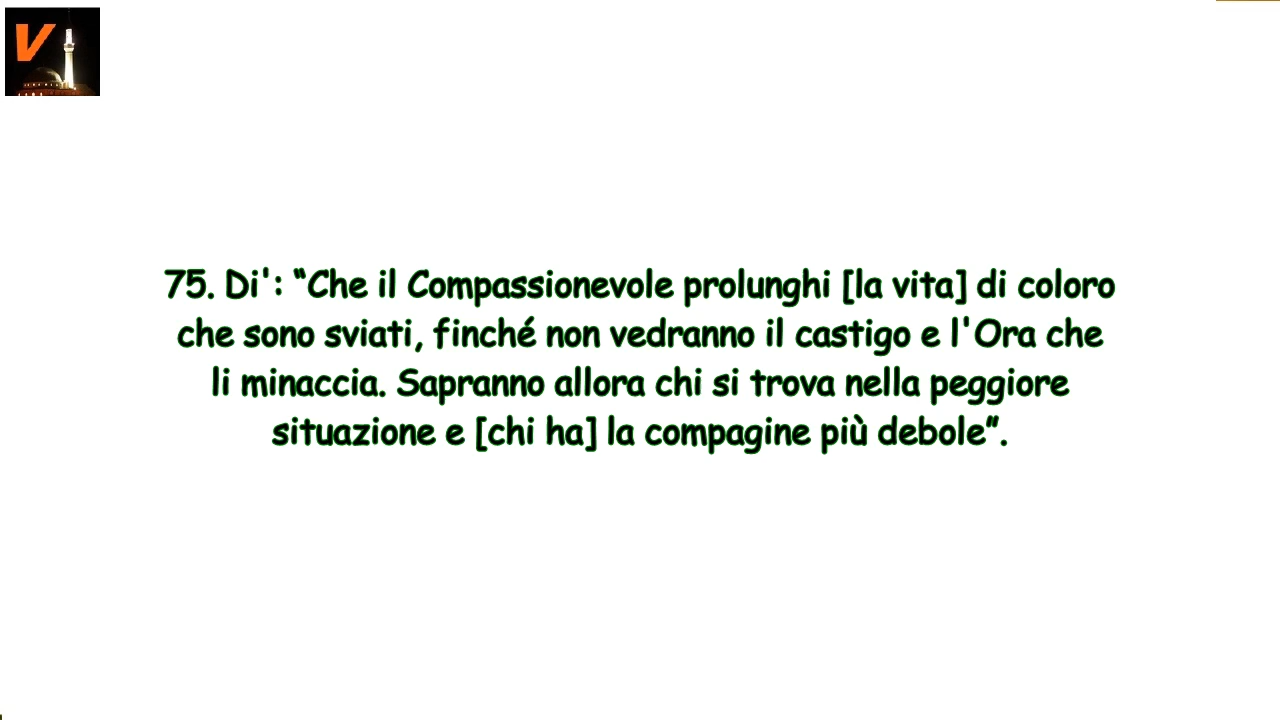 V
75. Di': “Che il Compassionevole prolunghi [la vita] di coloro
che sono sviati, finché non vedranno il castigo e l'Ora che
li minaccia. Sapranno allora chi si trova nella peggiore
situazione e [chi ha] la compagine più debole”.